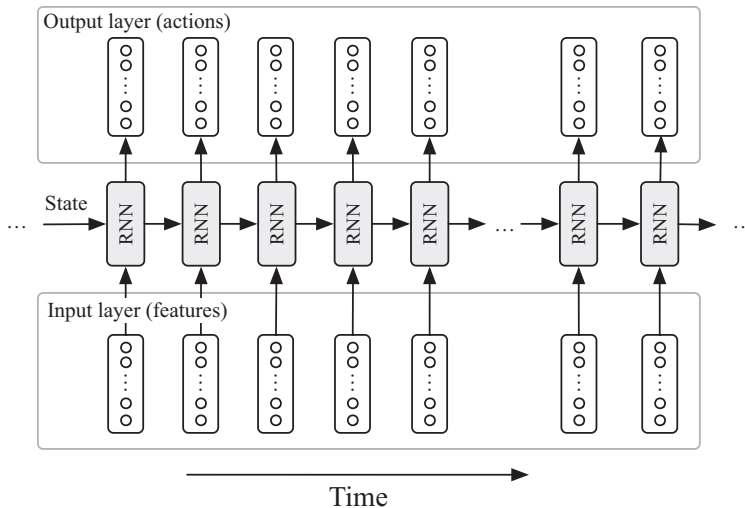 Output layer (actions)
State
... RNN RNN RNN RNN RNN ... RNN RNN ..
Input layer (features)
Time